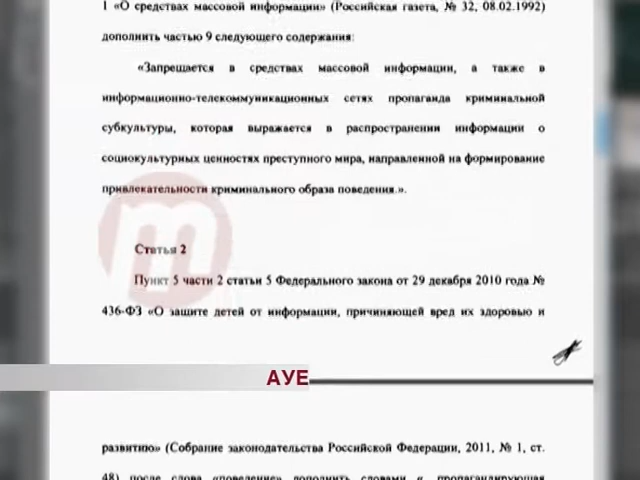 1 «О средствах массовой информации» (Российская газета, № 32, 08.02.1992)
дополнить частью 9 следующего содержания:
«Запрещается в средствах массовой информации, а также в
информационно-телекоммуникационных сетях пропаганда криминальной
субкультуры, которая выражается в распространении информации о
социокультурных ценностях преступного мира, направленной на формирование
привлекательности криминального образа поведения.».
Статья 2
Пункт 5 части 2 статьи 5 Федерального закона от 29 декабря 2010 года №
436-ФЗ «О защите детей от информации, причиняющей вред их здоровью и
АУЕ
развитию» (Собрание законодательства Российской Федерации, 2011, № 1, ст.
48) после слова «поведение» дополнить словами «, пропагандирующая